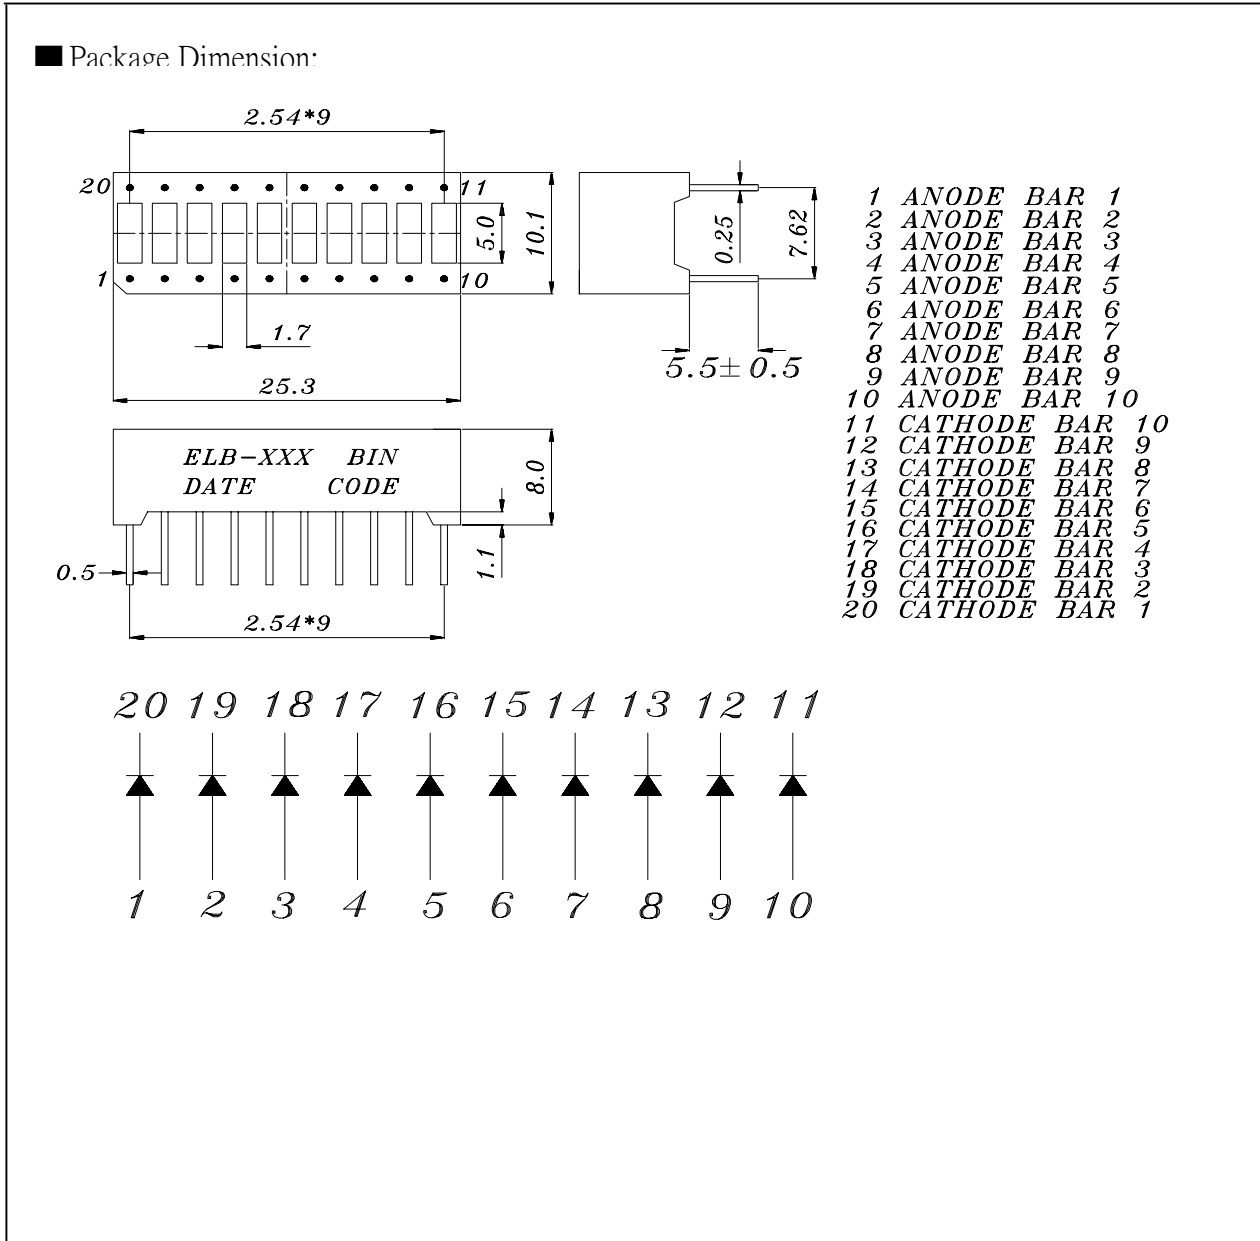 Package Dimension:
2.54*9
20
11
1
10
5.0
10.1
1.7
25.3
0.25
7.62
5.5± 0.5
1 ANODE BAR 1
2 ANODE BAR 2
3 ANODE BAR 3
4 ANODE BAR 4
5 ANODE BAR 5
6 ANODE BAR 6
7 ANODE BAR 7
8 ANODE BAR 8
9 ANODE BAR 9
10 ANODE BAR 10
11 CATHODE BAR 10
12 CATHODE BAR 9
13 CATHODE BAR 8
14 CATHODE BAR 7
15 CATHODE BAR 6
16 CATHODE BAR 5
17 CATHODE BAR 4
18 CATHODE BAR 3
19 CATHODE BAR 2
20 CATHODE BAR 1
ELB-XXX BIN
DATE CODE
8.0
1.1
0.5
2.54*9
20 19 18 17 16 15 14 13 12 11
1 2 3 4 5 6 7 8 9 10